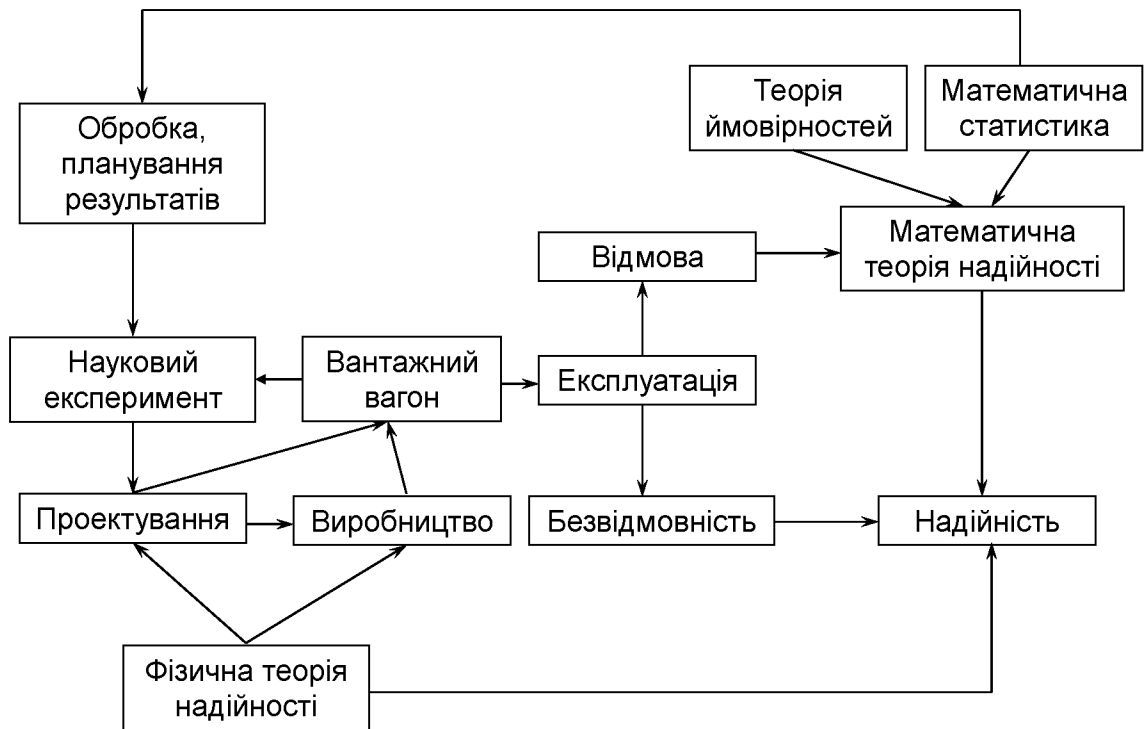 Теорія
ймовірностей
Математична
статистика
Обробка,
планування
результатів
Математична
теорія надійності
Відмова
Науковий
експеримент
Вантажний
вагон
Експлуатація
Проектування
Виробництво
Безвідмовність
Надійність
Фізична теорія
надійності